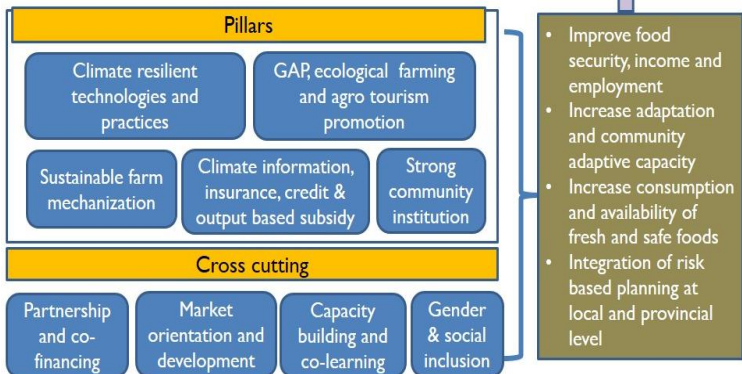 Pillars
Climate resilient
technologies and
practices
GAP, ecological farming
and agro tourism
promotion
Sustainable farm
mechanization
Climate information,
insurance, credit &
output based subsidy
Strong
community
institution
Cross cutting
Partnership
and co-
financing
Market
orientation and
development
Capacity
building and
co-learning
Gender
& social
inclusion
• Improve food
security, income and
employment
• Increase adaptation
and community
adaptive capacity
• Increase consumption
and availability of
fresh and safe foods
• Integration of risk
based planning at
local and provincial
level